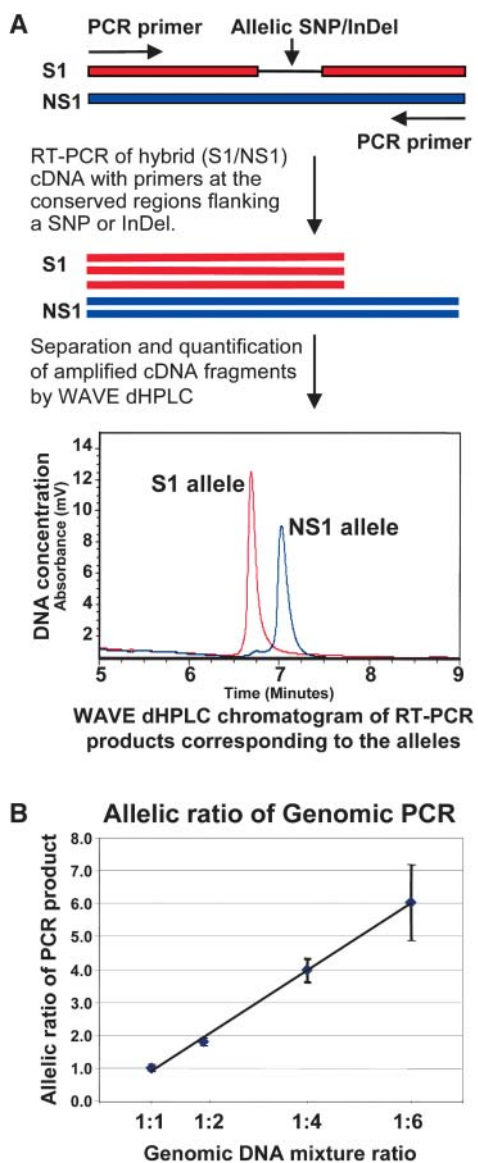 A
PCR primer
Allelic SNP/InDel
S1
NS1
PCR primer
RT-PCR of hybrid (S1/NS1)
cDNA with primers at the
conserved regions flanking
a SNP or InDel.
S1
NS1
Separation and quantification
of amplified cDNA fragments
by WAVE dHPLC
DNA concentration
Absorbance (mV)
14
12
10
8
6
4
2
S1 allele
NS1 allele
5 6 7 8 9
Time (Minutes)
WAVE dHPLC chromatogram of RT-PCR
products corresponding to the alleles
B
Allelic ratio of Genomic PCR
Allelic ratio of PCR product
8.0
7.0
6.0
5.0
4.0
3.0
2.0
1.0
0.0
1:1 1:2 1:4 1:6
Genomic DNA mixture ratio